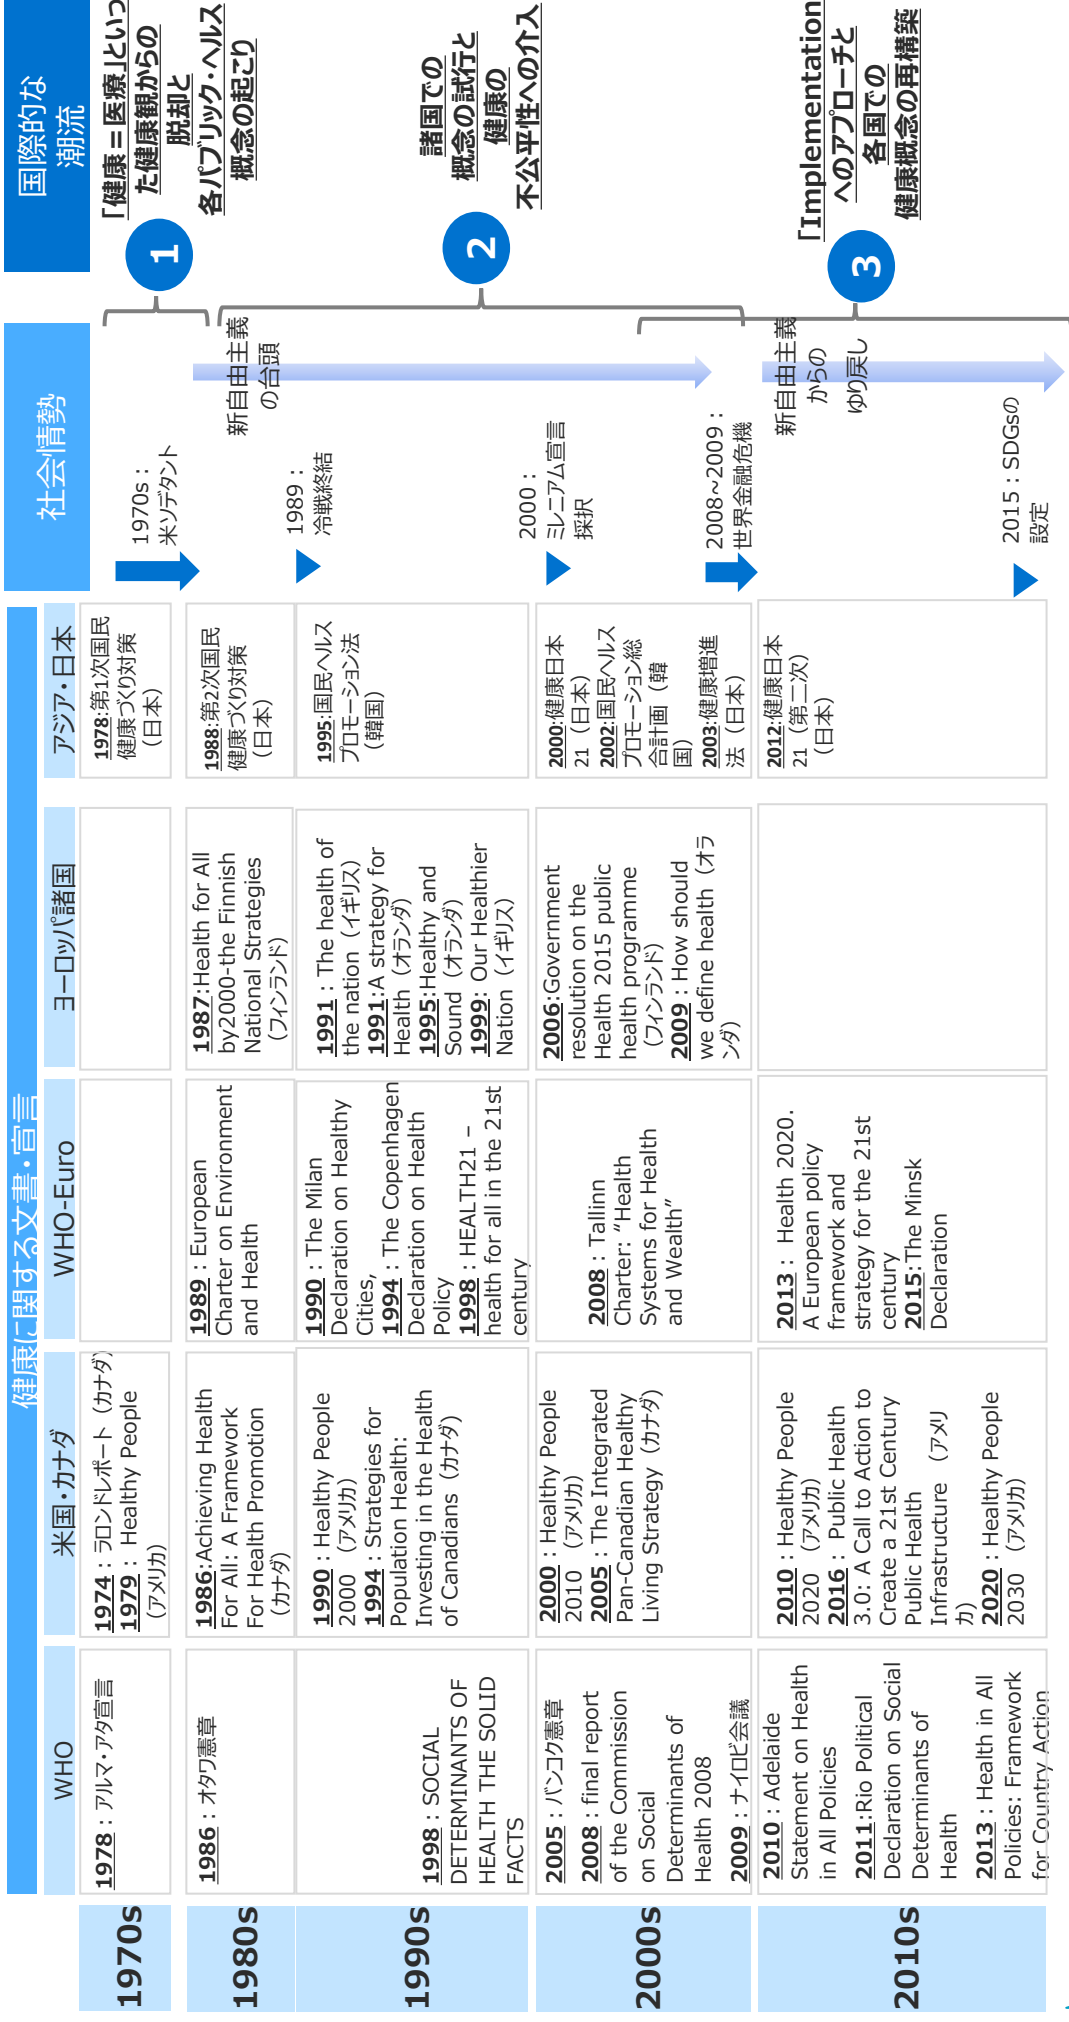 健康に関する文書・宣言
社会情勢
国際的な
潮流
WHO
米国・カナダ
WHO-Euro
ヨーロッパ諸国
アジア・日本
1970s
1978：アルマ・アタ宣言
1974：ラロンドレポート（カナダ）
1979： Healthy People
（アメリカ）
1978:第1次国民
健康づくり対策
（日本）
1980s
1986：オタワ憲章
1986:Achieving Health
For All: A Framework
For Health Promotion
（カナダ）
1989：European
Charter on Environment
and Health
1987:Health for All
by2000-the Finnish
National Strategies
（フィンランド）
1988:第2次国民
健康づくり対策
（日本）
1990s
1998：SOCIAL
DETERMINANTS OF
HEALTH THE SOLID
FACTS
1990：Healthy People
2000 （アメリカ）
1994：Strategies for
Population Health:
Investing in the Health
of Canadians（カナダ）
1990：The Milan
Declaration on Healthy
Cities,
1994：The Copenhagen
Declaration on Health
Policy
1998：HEALTH21 –
health for all in the 21st
century
1991：The health of
the nation（イギリス）
1991:A strategy for
Health（オランダ）
1995:Healthy and
Sound（オランダ）
1999: Our Healthier
Nation（イギリス）
1995:国民ヘルス
プロモーション法
（韓国）
2000s
2005：バンコク憲章
2008：final report
of the Commission
on Social
Determinants of
Health 2008
2009：ナイロビ会議
2000：Healthy People
2010 （アメリカ）
2005：The Integrated
Pan-Canadian Healthy
Living Strategy（カナダ）
2008：Tallinn
Charter: “Health
Systems for Health
and Wealth”
2006:Government
resolution on the
Health 2015 public
health programme
（フィンランド）
2009：How should
we define health（オラ
ンダ）
2000:健康日本
21（日本）
2002:国民ヘルス
プロモーション総
合計画（韓
国）
2003:健康増進
法（日本）
2010s
2010：Adelaide
Statement on Health
in All Policies
2011:Rio Political
Declaration on Social
Determinants of
Health
2013：Health in All
Policies: Framework
for Country Action
2010：Healthy People
2020 （アメリカ）
2016：Public Health
3.0: A Call to Action to
Create a 21st Century
Public Health
Infrastructure （アメリ
カ）
2020：Healthy People
2030 （アメリカ）
2013： Health 2020.
A European policy
framework and
strategy for the 21st
century
2015:The Minsk
Declaration
2012:健康日本
21（第二次）
（日本）
1970s：
米ソデタント
新自由主義
の台頭
1989：
冷戦終結
2000：
ミレニアム宣言
採択
2008~2009：
世界金融危機
新自由主義
からの
ゆり戻し
2015：SDGsの
設定
1
「健康＝医療」といっ
た健康観からの
脱却と
各パブリック・ヘルス
概念の起こり
2
諸国での
概念の試行と
健康の
不公平性への介入
3
「Implementation
へのアプローチと
各国での
健康概念の再構築